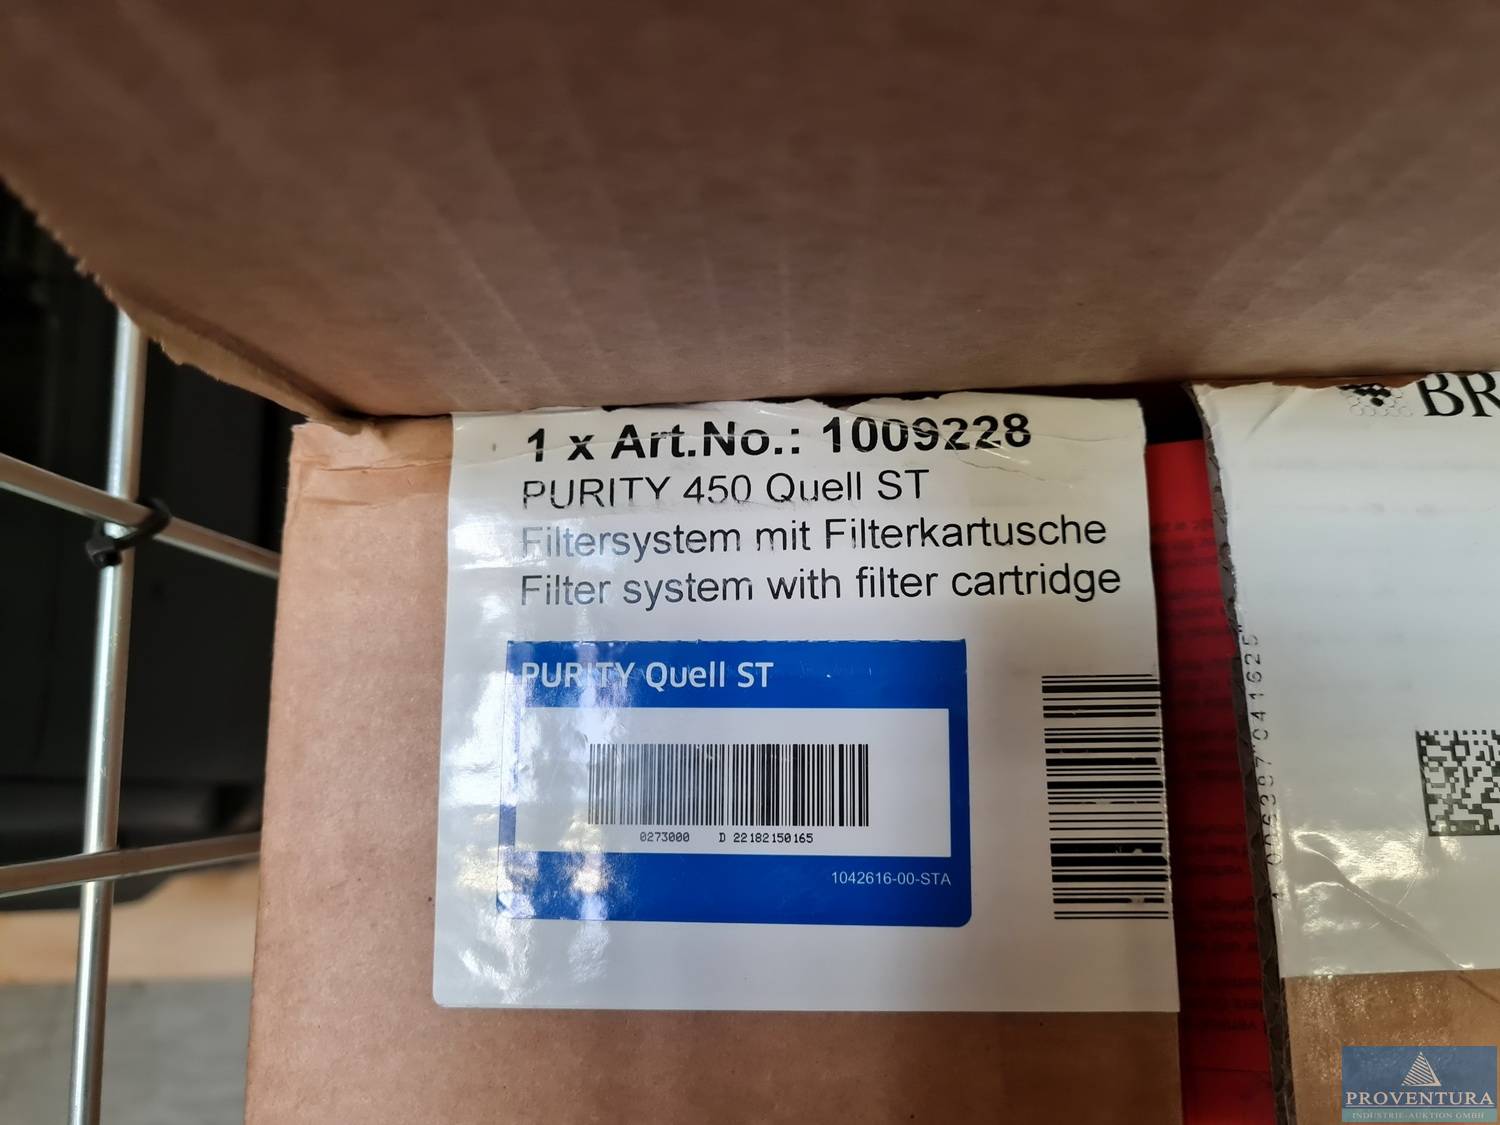 1 x Art.No.: 1009228
PURITY 450 Quell ST
Filtersystem mit Filterkartusche
Filter system with filter cartridge
PURITY Quell ST
0273000 D 22182150165
1042616-00-STA
BR
PROVENTURA
INDUSTRIE-AUKTION GMBH